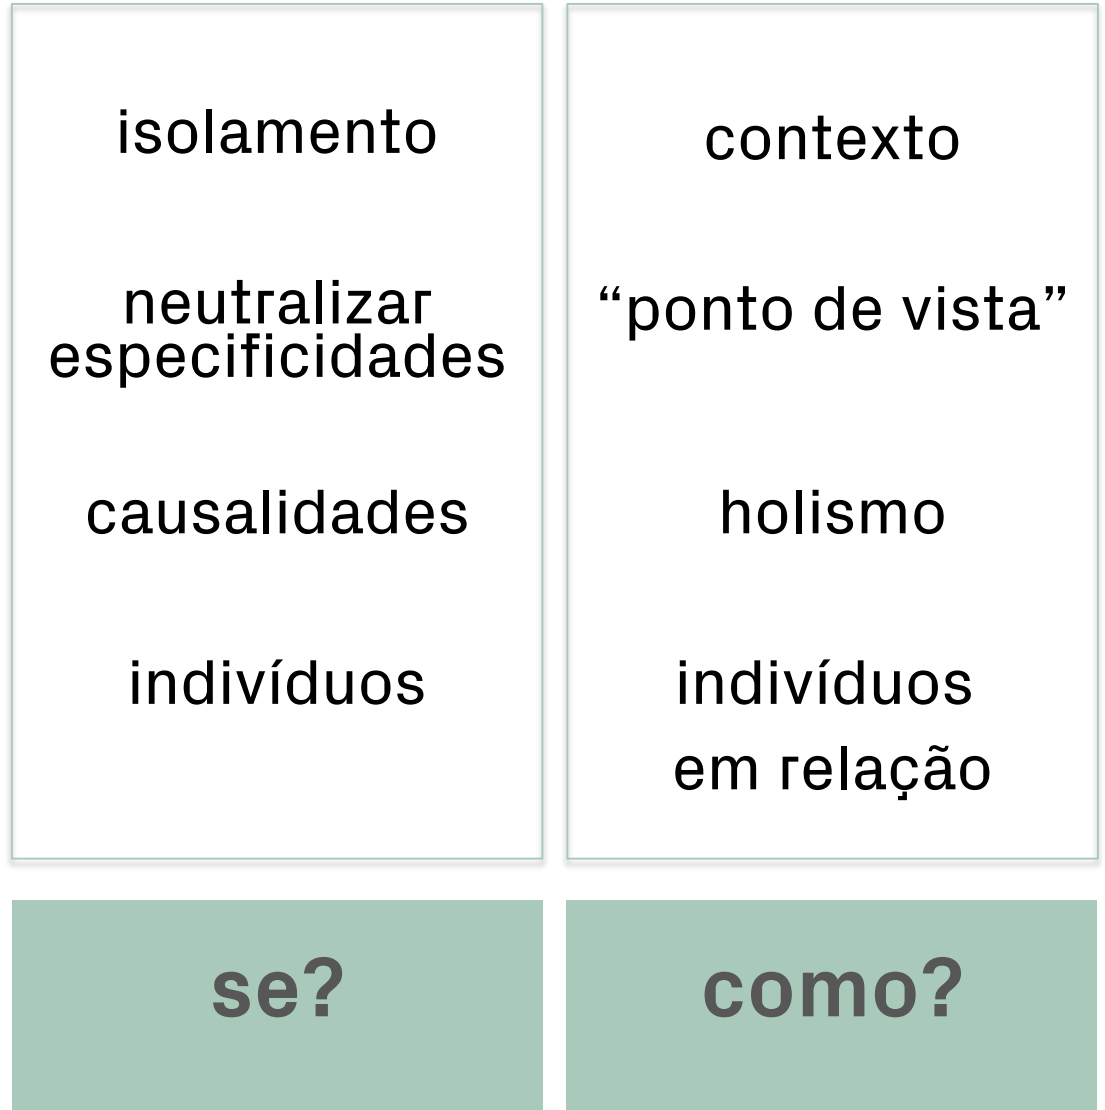 isolamento
neutralizar
especificidades
causalidades
indivíduos
se?
contexto
“ponto de vista”
holismo
indivíduos
em relação
como?